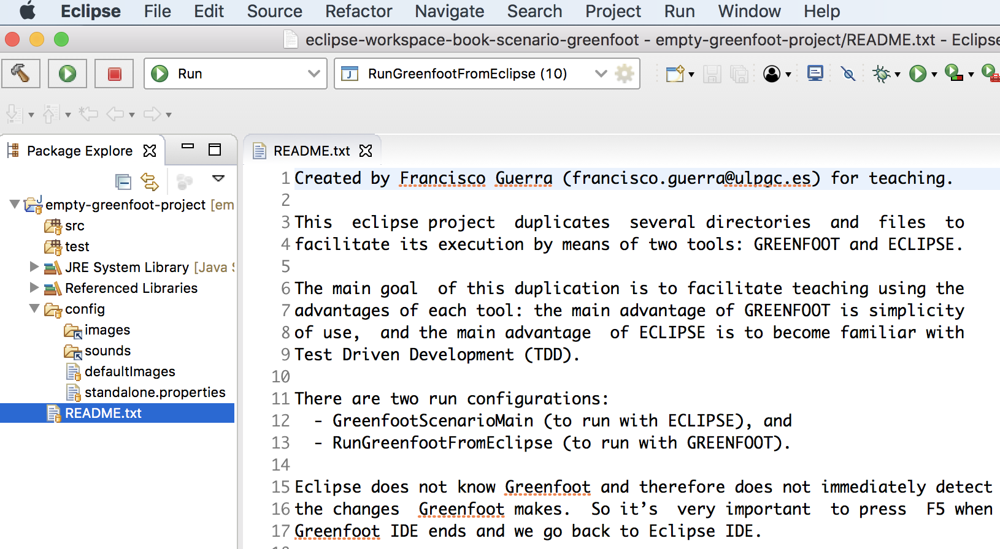 Eclipse File Edit Source Refactor Navigate Search Project Run Window Help
eclipse-workspace-book-scenario-greenfoot - empty-greenfoot-project/README.txt - Eclipse
Run RunGreenfootFromEclipse (10)
Package Explore
README.txt
empty-greenfoot-project [em
src
test
JRE System Library [Java S
Referenced Libraries
config
images
sounds
defaultImages
standalone.properties
README.txt
1 Created by Francisco Guerra (francisco.guerra@ulpgc.es) for teaching.
2
3 This  eclipse project  duplicates  several directories  and  files  to
4 facilitate its execution by means of two tools: GREENFOOT and ECLIPSE.
5
6 The main goal  of this duplication is to facilitate teaching using the
7 advantages of each tool: the main advantage of GREENFOOT is simplicity
8 of use,  and the main advantage  of ECLIPSE is to become familiar with
9 Test Driven Development (TDD).
10
11 There are two run configurations:
12   - GreenfootScenarioMain (to run with ECLIPSE), and
13   - RunGreenfootFromEclipse (to run with GREENFOOT).
14
15 Eclipse does not know Greenfoot and therefore does not immediately detect
16 the changes  Greenfoot makes.  So it’s  very important  to press  F5 when
17 Greenfoot IDE ends and we go back to Eclipse IDE.